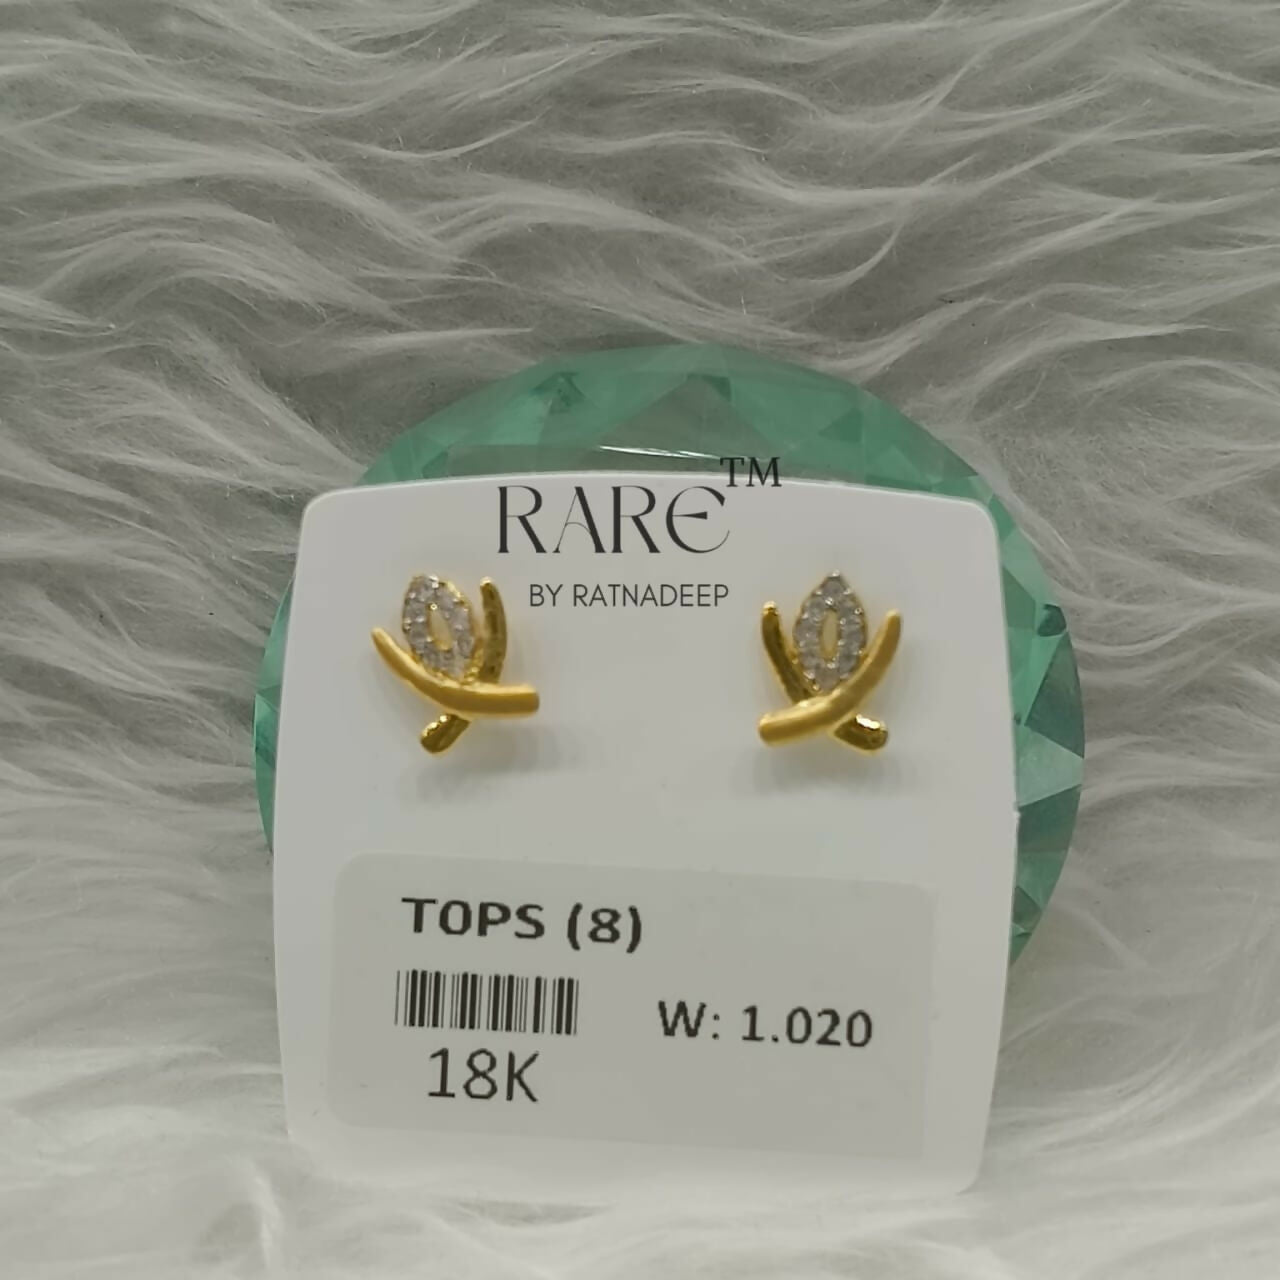 RARE™
BY RATNADEEP
TOPS (8)
W: 1.020
18K